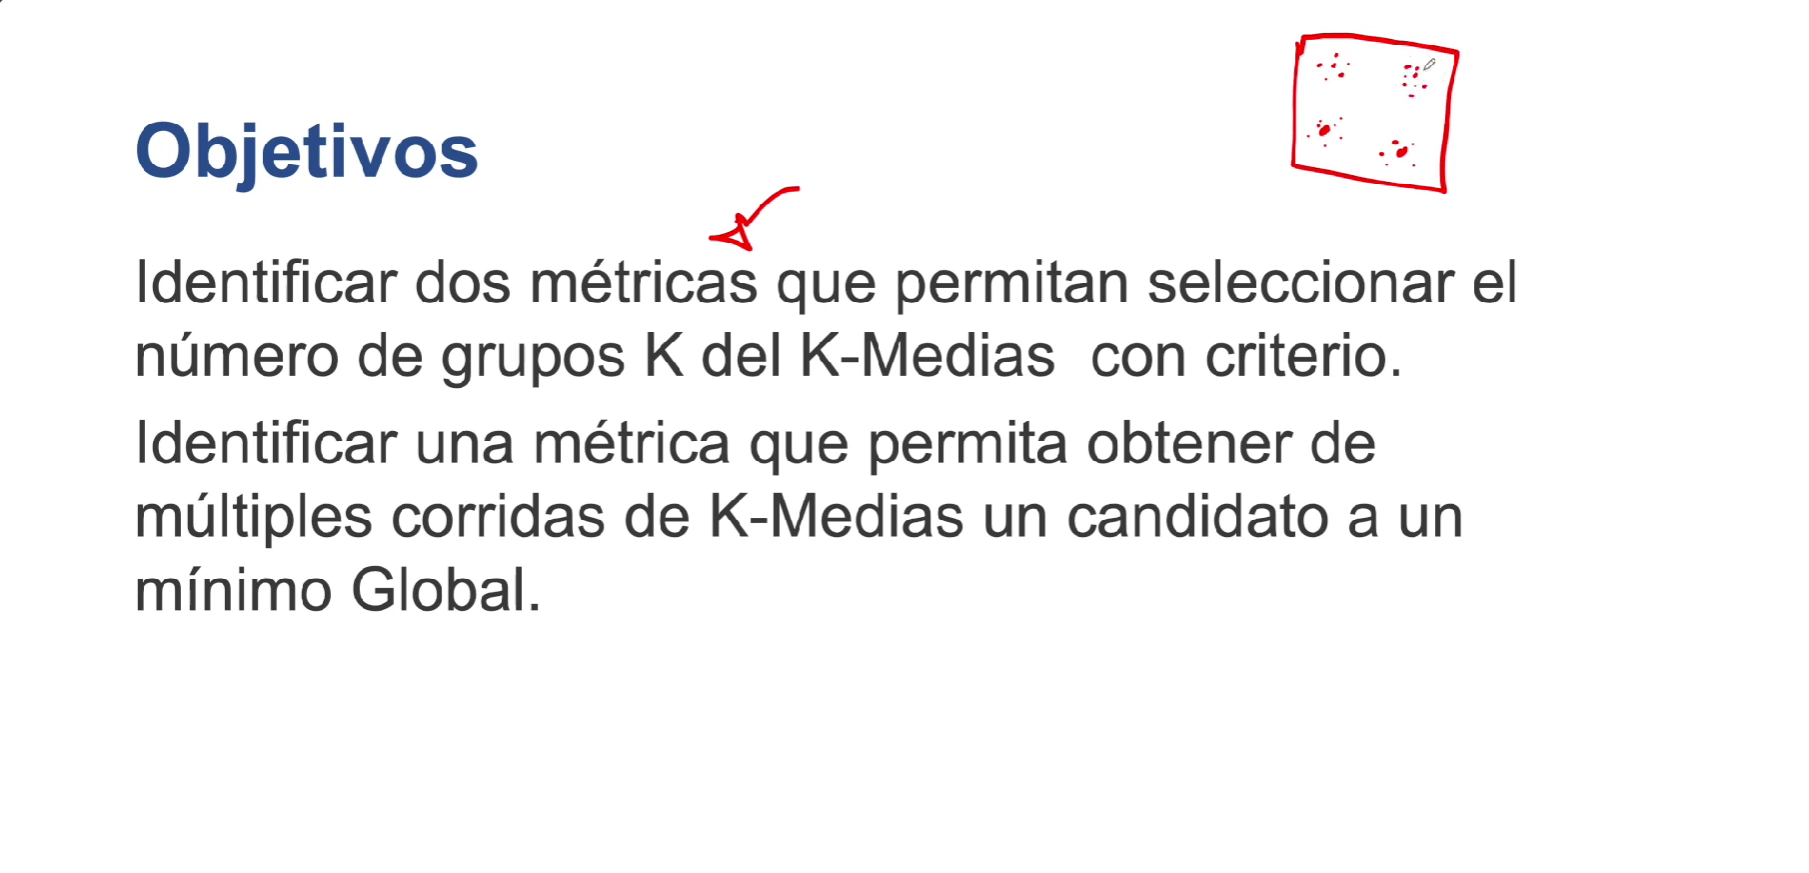 Objetivos
Identificar dos métricas que permitan seleccionar el
número de grupos K del K-Medias  con criterio.
Identificar una métrica que permita obtener de
múltiples corridas de K-Medias un candidato a un
mínimo Global.